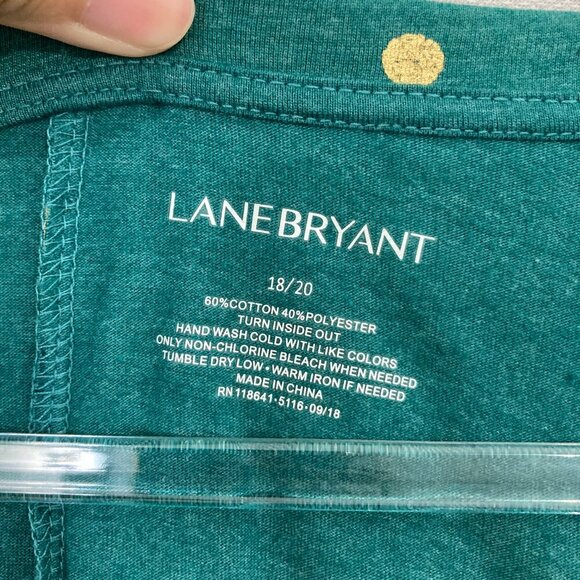 LANE BRYANT
18/20
60%COTTON 40%POLYESTER
TURN INSIDE OUT
HAND WASH COLD WITH LIKE COLORS
ONLY NON-CHLORINE BLEACH WHEN NEEDED
TUMBLE DRY LOW • WARM IRON IF NEEDED
MADE IN CHINA
RN 118641 • 5116 • 09/18